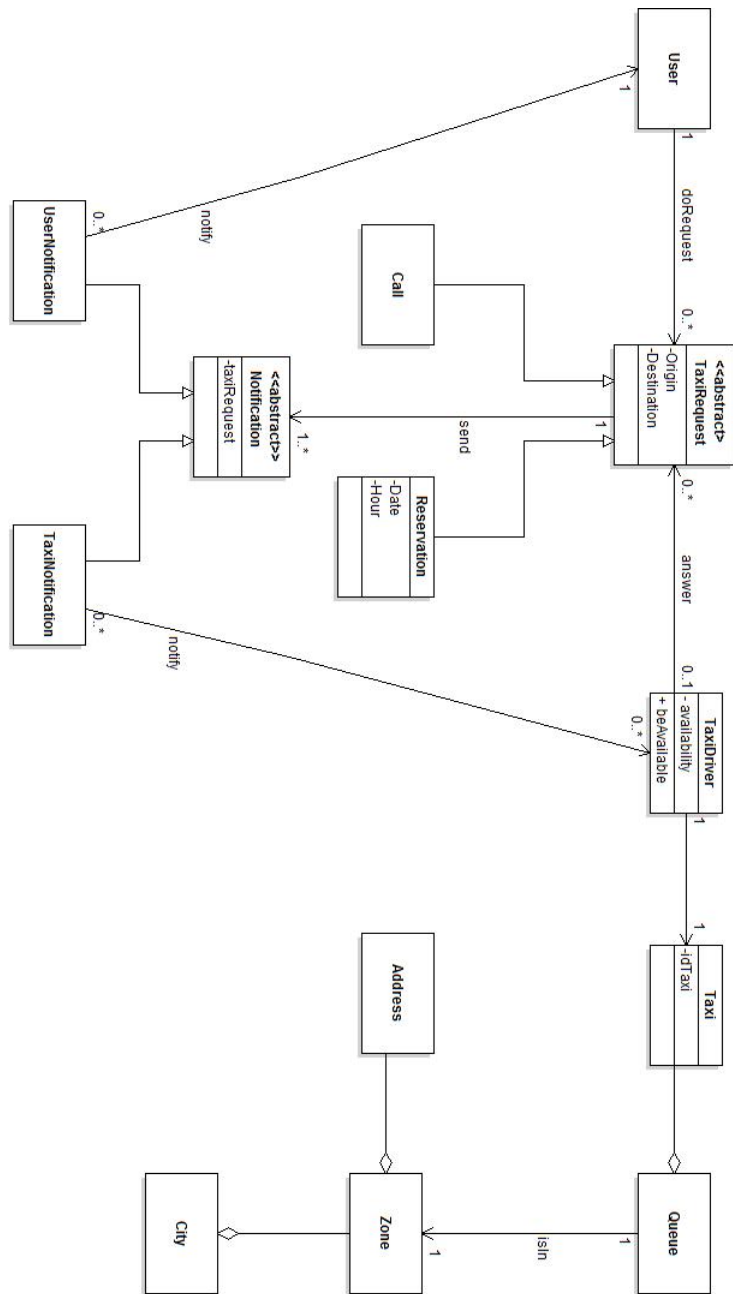 User
1
doRequest
0..*
<<abstract>
TaxiRequest
-Origin
-Destination
0..*
answer
0..1
TaxiDriver
- availability
+ beAvailable
1
1
Taxi
-idTaxi
Queue
1
0..*
1
1
isIn
send
Call
Reservation
-Date
-Hour
Address
1
Zone
1..*
<<abstract>>
Notification
-taxiRequest
notify
notify
City
0..*
UserNotification
0..*
TaxiNotification